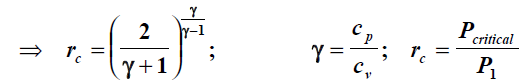 ⇒ r_c = (2 / (γ+1))^(γ/(γ−1)); γ = c_p / c_v; r_c = P_critical / P_1